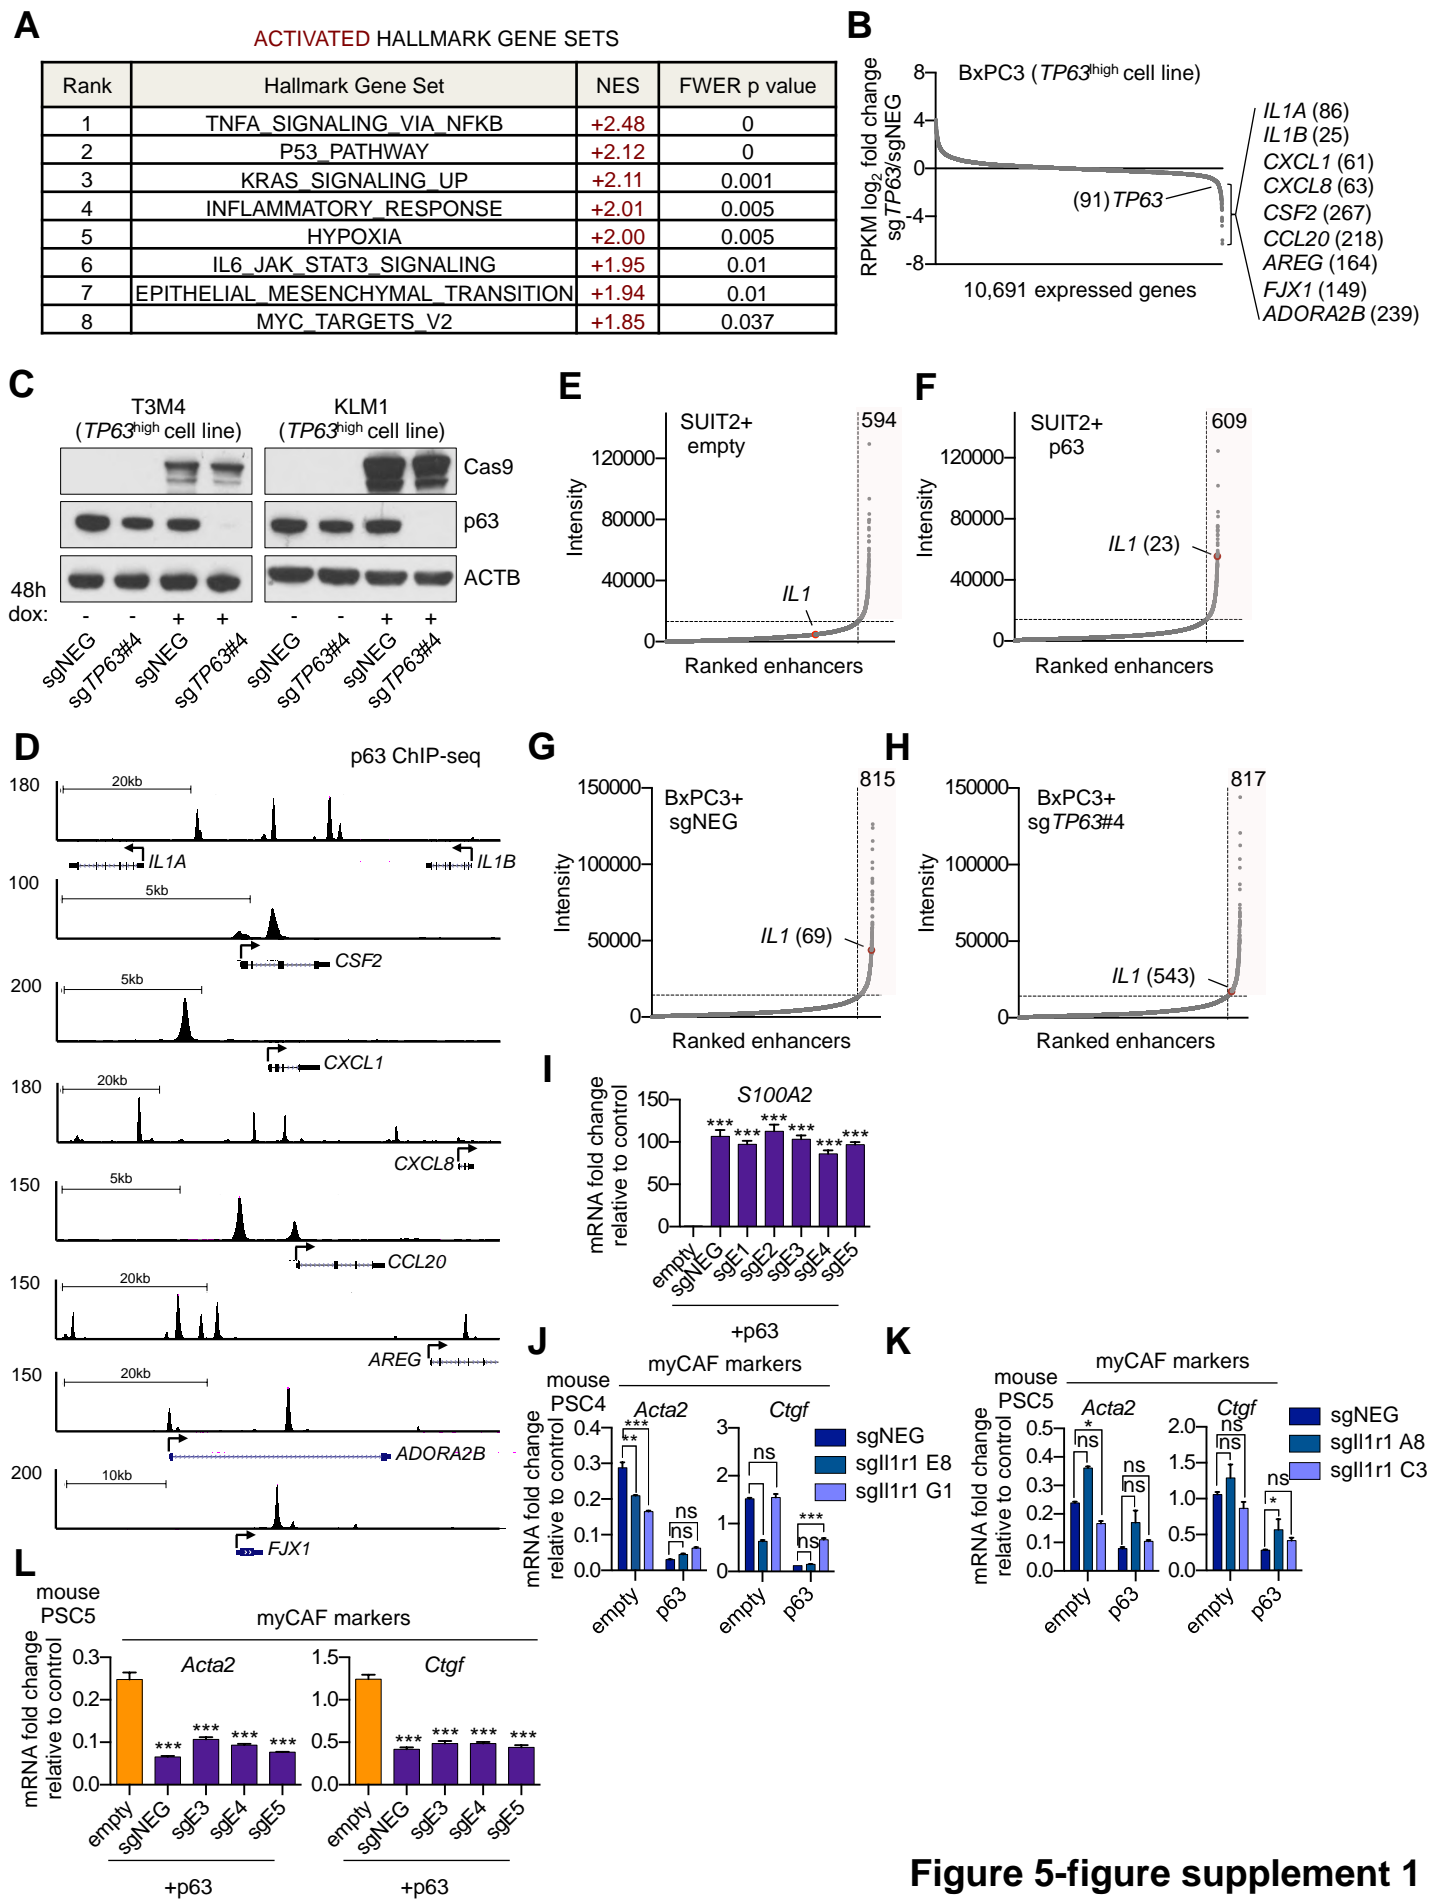 A
ACTIVATED HALLMARK GENE SETS
Rank Hallmark Gene Set NES FWER p value
1 TNFA_SIGNALING_VIA_NFKB +2.48 0
2 P53_PATHWAY +2.12 0
3 KRAS_SIGNALING_UP +2.11 0.001
4 INFLAMMATORY_RESPONSE +2.01 0.005
5 HYPOXIA +2.00 0.005
6 IL6_JAK_STAT3_SIGNALING +1.95 0.01
7 EPITHELIAL_MESENCHYMAL_TRANSITION +1.94 0.01
8 MYC_TARGETS_V2 +1.85 0.037
B
BxPC3 (TP63lhigh cell line)
RPKM log2 fold change
sgTP63/sgNEG
8
4
0
-4
-8
(91) TP63
10,691 expressed genes
IL1A (86)
IL1B (25)
CXCL1 (61)
CXCL8 (63)
CSF2 (267)
CCL20 (218)
AREG (164)
FJX1 (149)
ADORA2B (239)
C
T3M4
(TP63high cell line)
KLM1
(TP63high cell line)
Cas9
p63
ACTB
48h
dox: - - + + - - + +
sgNEG sgTP63#4 sgNEG sgTP63#4 sgNEG sgTP63#4 sgNEG sgTP63#4
D
p63 ChIP-seq
180
20kb
IL1A IL1B
100
5kb
CSF2
200
5kb
CXCL1
180
20kb
CXCL8
150
5kb
CCL20
150
20kb
AREG
150
20kb
ADORA2B
200
10kb
FJX1
E
SUIT2+
empty
594
Intensity
120000
80000
40000
0
IL1
Ranked enhancers
F
SUIT2+
p63
609
Intensity
120000
80000
40000
0
IL1 (23)
Ranked enhancers
G
BxPC3+
sgNEG
815
Intensity
150000
100000
50000
0
IL1 (69)
Ranked enhancers
H
BxPC3+
sgTP63#4
817
Intensity
150000
100000
50000
0
IL1 (543)
Ranked enhancers
I
S100A2
mRNA fold change
relative to control
150
100
50
0
*** *** *** *** *** ***
empty sgNEG sgE1 sgE2 sgE3 sgE4 sgE5
+p63
J
myCAF markers
mouse
PSC4
mRNA fold change
relative to control
Acta2
0.4
0.3
0.2
0.1
0.0
***
**
ns
ns
empty p63
Ctgf
3
2
1
0
ns
***
ns
empty p63
sgNEG
sgIl1r1 E8
sgIl1r1 G1
K
myCAF markers
mouse
PSC5
mRNA fold change
relative to control
Acta2
0.5
0.4
0.3
0.2
0.1
0.0
*
ns
ns
ns
empty p63
Ctgf
2.0
1.5
1.0
0.5
0.0
ns
ns
ns
*
empty p63
sgNEG
sgIl1r1 A8
sgIl1r1 C3
L
mouse
PSC5
myCAF markers
mRNA fold change
relative to control
Acta2
0.3
0.2
0.1
0.0
*** *** *** ***
empty sgNEG sgE3 sgE4 sgE5
+p63
Ctgf
1.5
1.0
0.5
0.0
*** *** *** ***
empty sgNEG sgE3 sgE4 sgE5
+p63
Figure 5-figure supplement 1